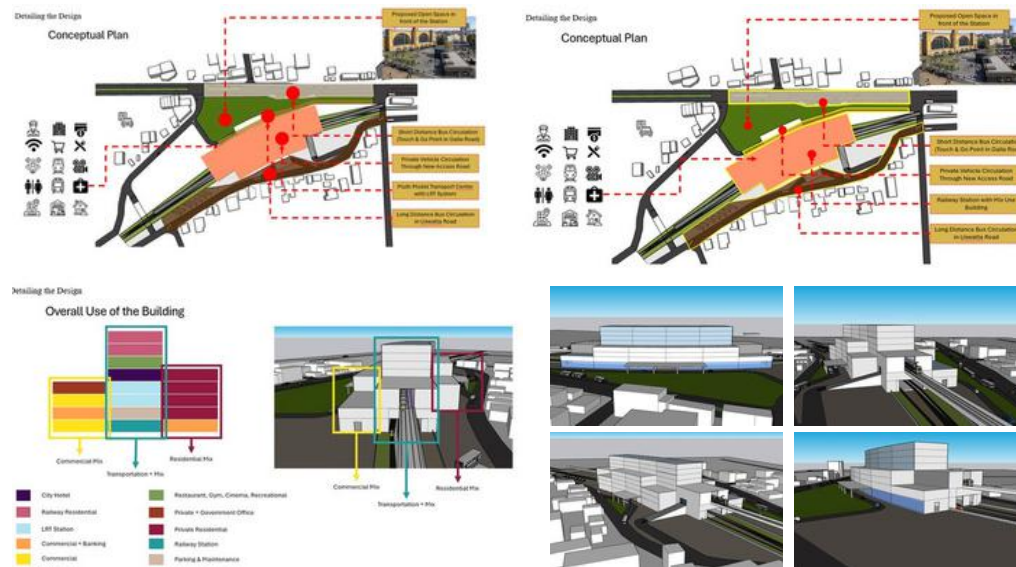 Detailing the Design
Conceptual Plan
Proposed Open Space in
front of the Station
Short Distance Bus Circulation
(Touch & Go Point in Galle Road)
Private Vehicle Circulation
Through New Access Road
Multi Modal Transport Centre
with LRT System
Long Distance Bus Circulation
in Road
Detailing the Design
Conceptual Plan
Proposed Open Space in
front of the Station
Short Distance Bus Circulation
(Touch & Go Point in Galle Road)
Private Vehicle Circulation
Through New Access Road
Railway Station with Mix Use
Building
Long Distance Bus Circulation
in Road
Detailing the Design
Overall Use of the Building
Commercial Mix
Transportation + Mix
Residential Mix
Commercial Mix
Transportation + Mix
Residential Mix
City Hotel
Railway Residential
LRT Station
Commercial + Banking
Commercial
Restaurant, Gym, Cinema, Recreational
Private + Government Office
Private Residential
Railway Station
Parking & Maintenance